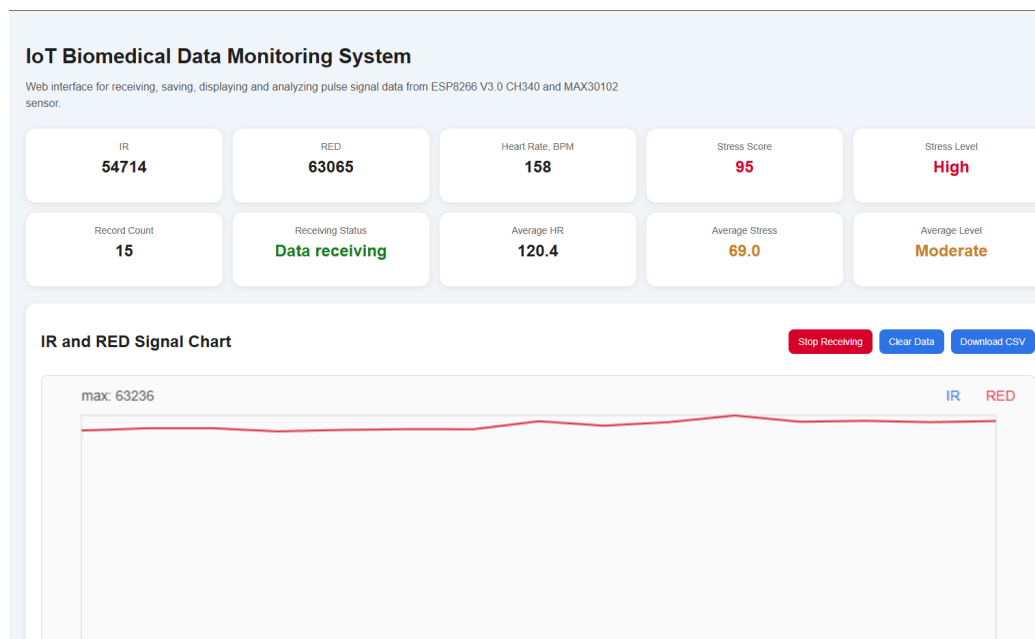 IoT Biomedical Data Monitoring System
Web interface for receiving, saving, displaying and analyzing pulse signal data from ESP8266 V3.0 CH340 and MAX30102
sensor.
IR
54714
RED
63065
Heart Rate, BPM
158
Stress Score
95
Stress Level
High
Record Count
15
Receiving Status
Data receiving
Average HR
120.4
Average Stress
69.0
Average Level
Moderate
IR and RED Signal Chart
Stop Receiving
Clear Data
Download CSV
max: 63236
IR
RED